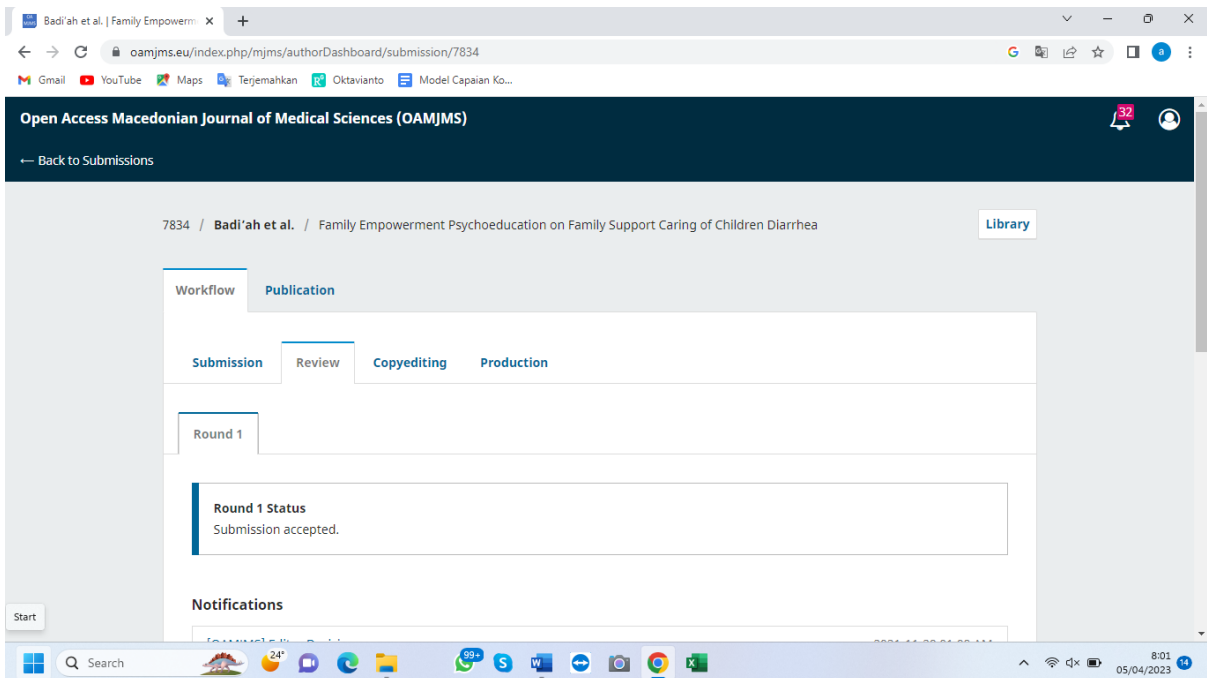 Badi'ah et al. | Family Empowerm
oamjms.eu/index.php/mjms/authorDashboard/submission/7834
a
Gmail YouTube Maps Terjemahkan Oktavianto Model Capaian Ko...
Open Access Macedonian Journal of Medical Sciences (OAMJMS)
32
← Back to Submissions
7834 / Badi'ah et al. / Family Empowerment Psychoeducation on Family Support Caring of Children Diarrhea
Library
Workflow Publication
Submission Review Copyediting Production
Round 1
Round 1 Status
Submission accepted.
Notifications
Start
Search
24°
99+
8:01
05/04/2023
14